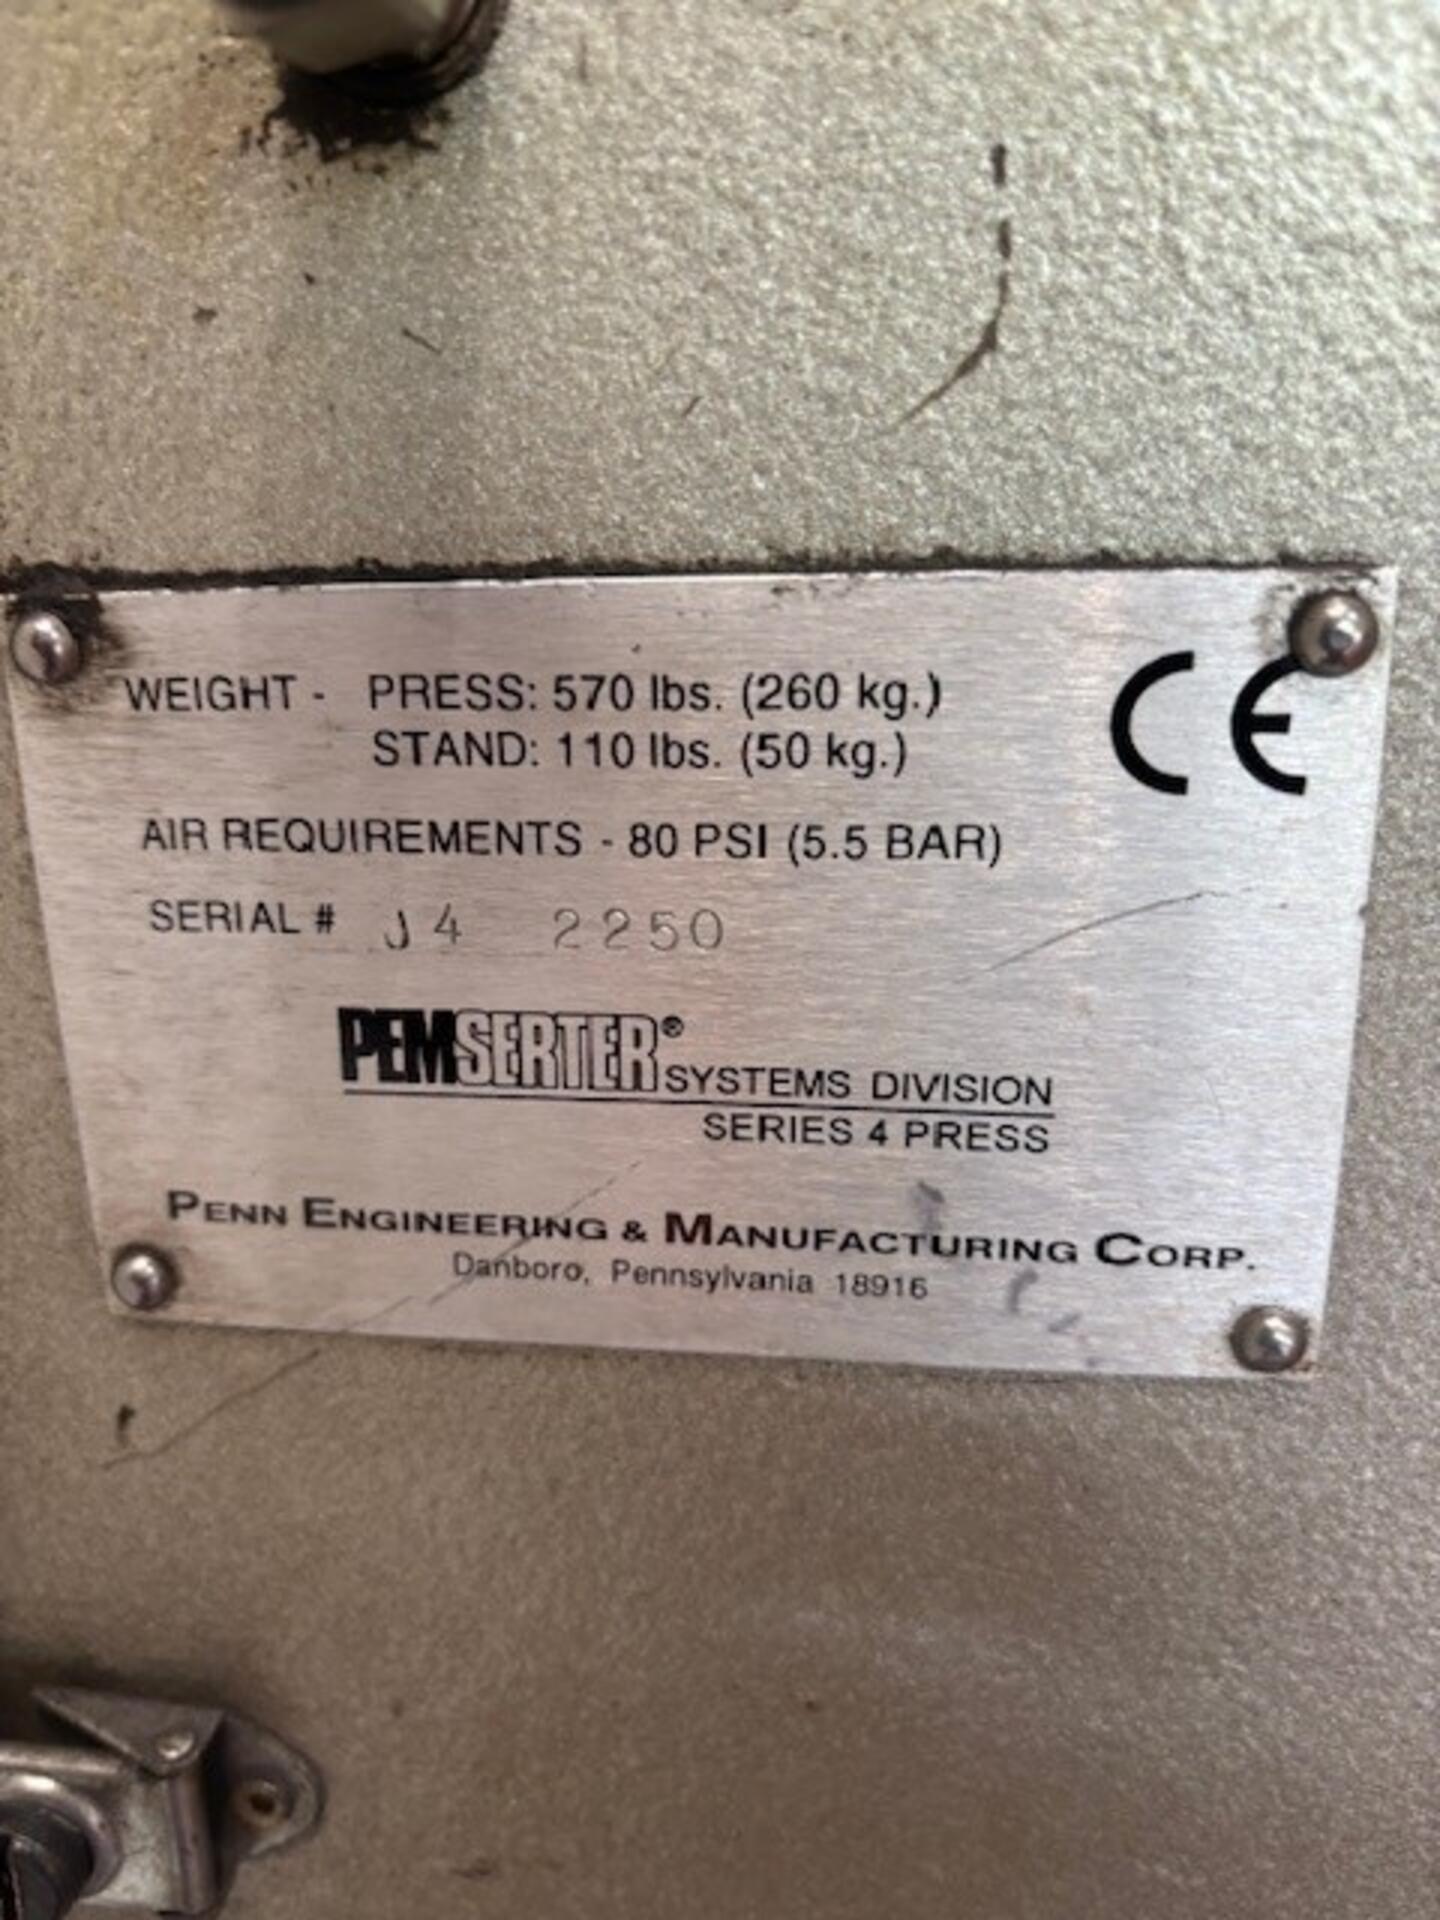 WEIGHT - PRESS: 570 lbs. (260 kg.)
STAND: 110 lbs. (50 kg.)
CE
AIR REQUIREMENTS - 80 PSI (5.5 BAR)
SERIAL # J4 2250
PEMSERTER® SYSTEMS DIVISION
SERIES 4 PRESS
PENN ENGINEERING & MANUFACTURING CORP.
Danboro, Pennsylvania 18916